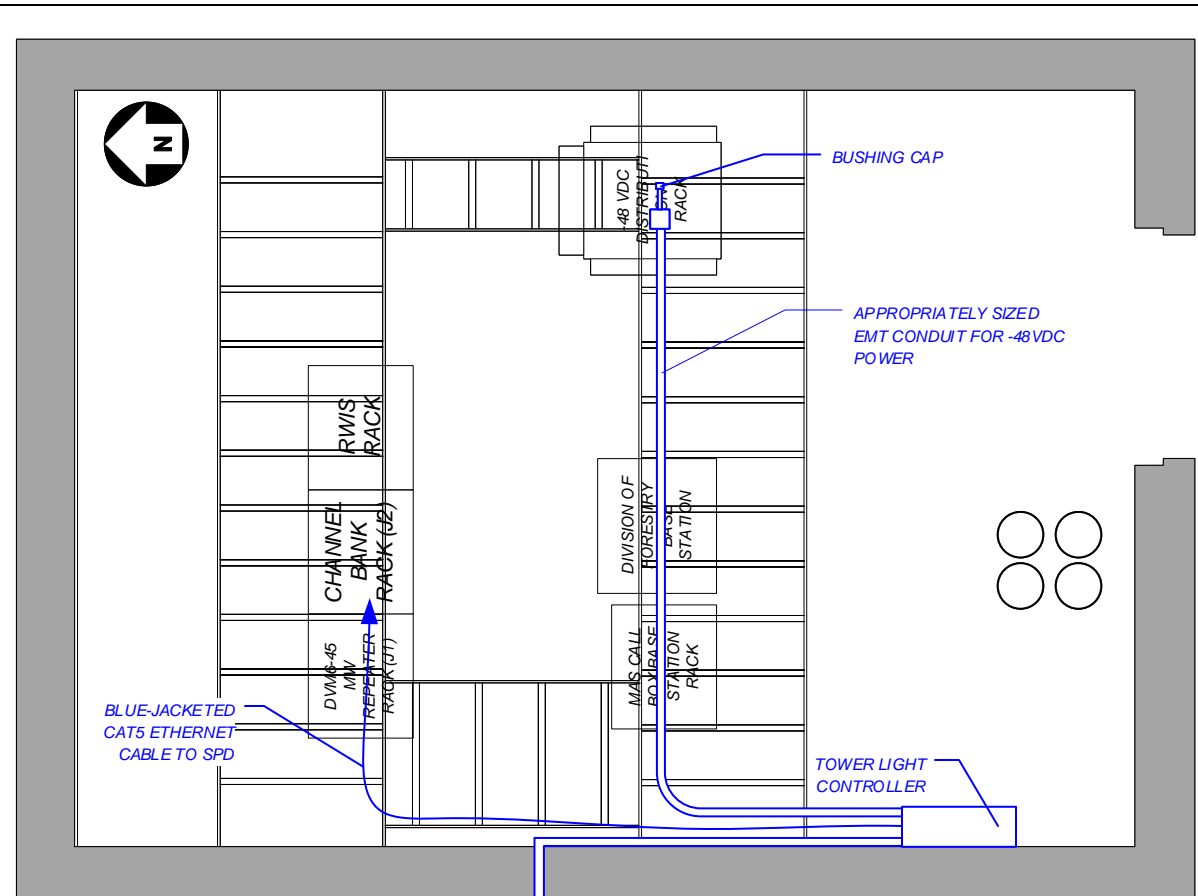 N
BUSHING CAP
-48 VDC
DISTRIBUTI
ON
RACK
APPROPRIATELY SIZED
EMT CONDUIT FOR -48VDC
POWER
RWIS
RACK
CHANNEL
BANK
RACK (J2)
DIVISION OF
FORESTRY
BASE
STATION
DVM6-45
MW
REPEATER
RACK (J1)
MAS CALL
BOX BASE
STATION
RACK
BLUE-JACKETED
CAT5 ETHERNET
CABLE TO SPD
TOWER LIGHT
CONTROLLER